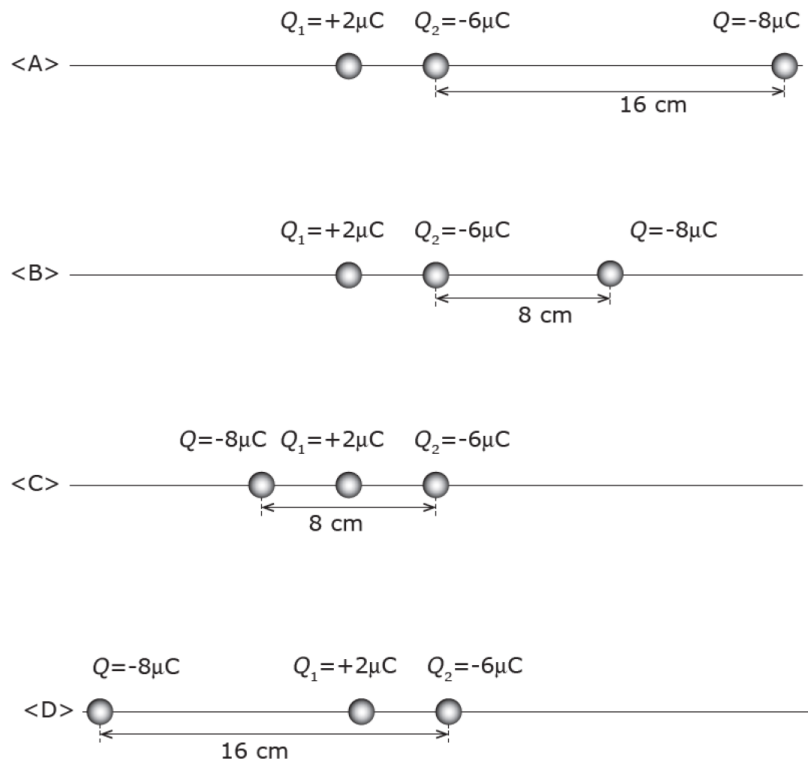 Q₁=+2μC Q₂=-6μC Q=-8μC
<A>
16 cm
Q₁=+2μC Q₂=-6μC Q=-8μC
<B>
8 cm
Q=-8μC Q₁=+2μC Q₂=-6μC
<C>
8 cm
Q=-8μC Q₁=+2μC Q₂=-6μC
<D>
16 cm